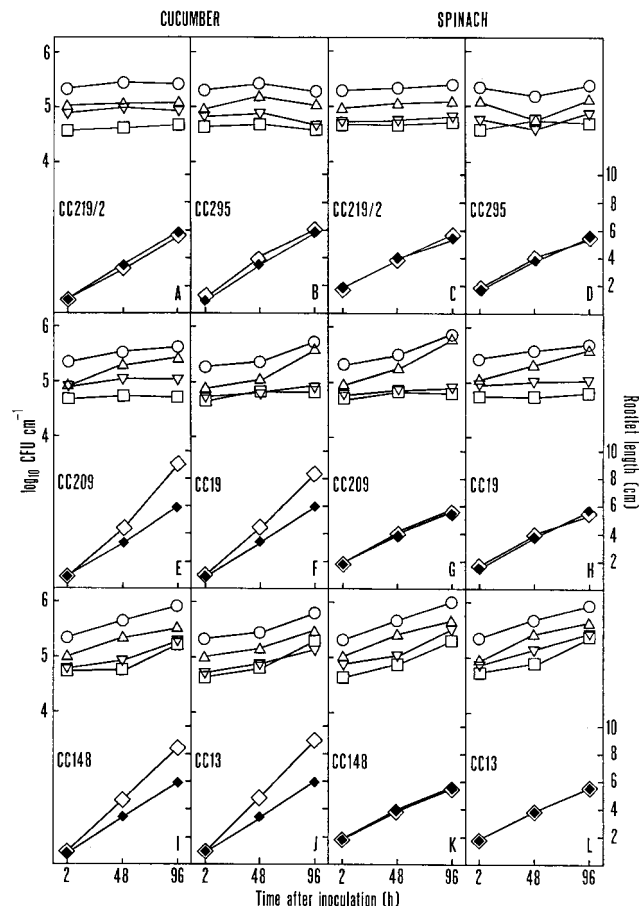 CUCUMBER SPINACH
6
5
4
10
8
6
4
2
CC219/2 CC295 CC219/2 CC295
A B C D
6
5
4
10
8
6
4
2
CC209 CC19 CC209 CC19
E F G H
log10 CFU cm⁻¹
Rootlet length (cm)
6
5
4
10
8
6
4
2
CC148 CC13 CC148 CC13
I J K L
2 48 96 2 48 96 2 48 96 2 48 96
Time after inoculation (h)